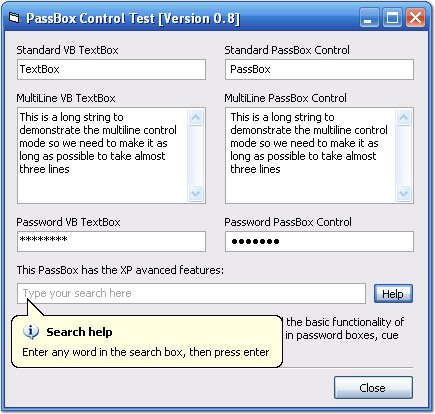 PassBox Control Test [Version 0.8]
Standard VB TextBox
Standard PassBox Control
TextBox
PassBox
MultiLine VB TextBox
MultiLine PassBox Control
This is a long string to
demonstrate the multiline control
mode so we need to make it as
long as possible to take almost
three lines
This is a long string to
demonstrate the multiline control
mode so we need to make it as
long as possible to take almost
three lines
Password VB TextBox
Password PassBox Control
********
●●●●●●●
This PassBox has the XP avanced features:
Type your search here
Help
the basic functionality of
in password boxes, cue
Search help
Enter any word in the search box, then press enter
Close